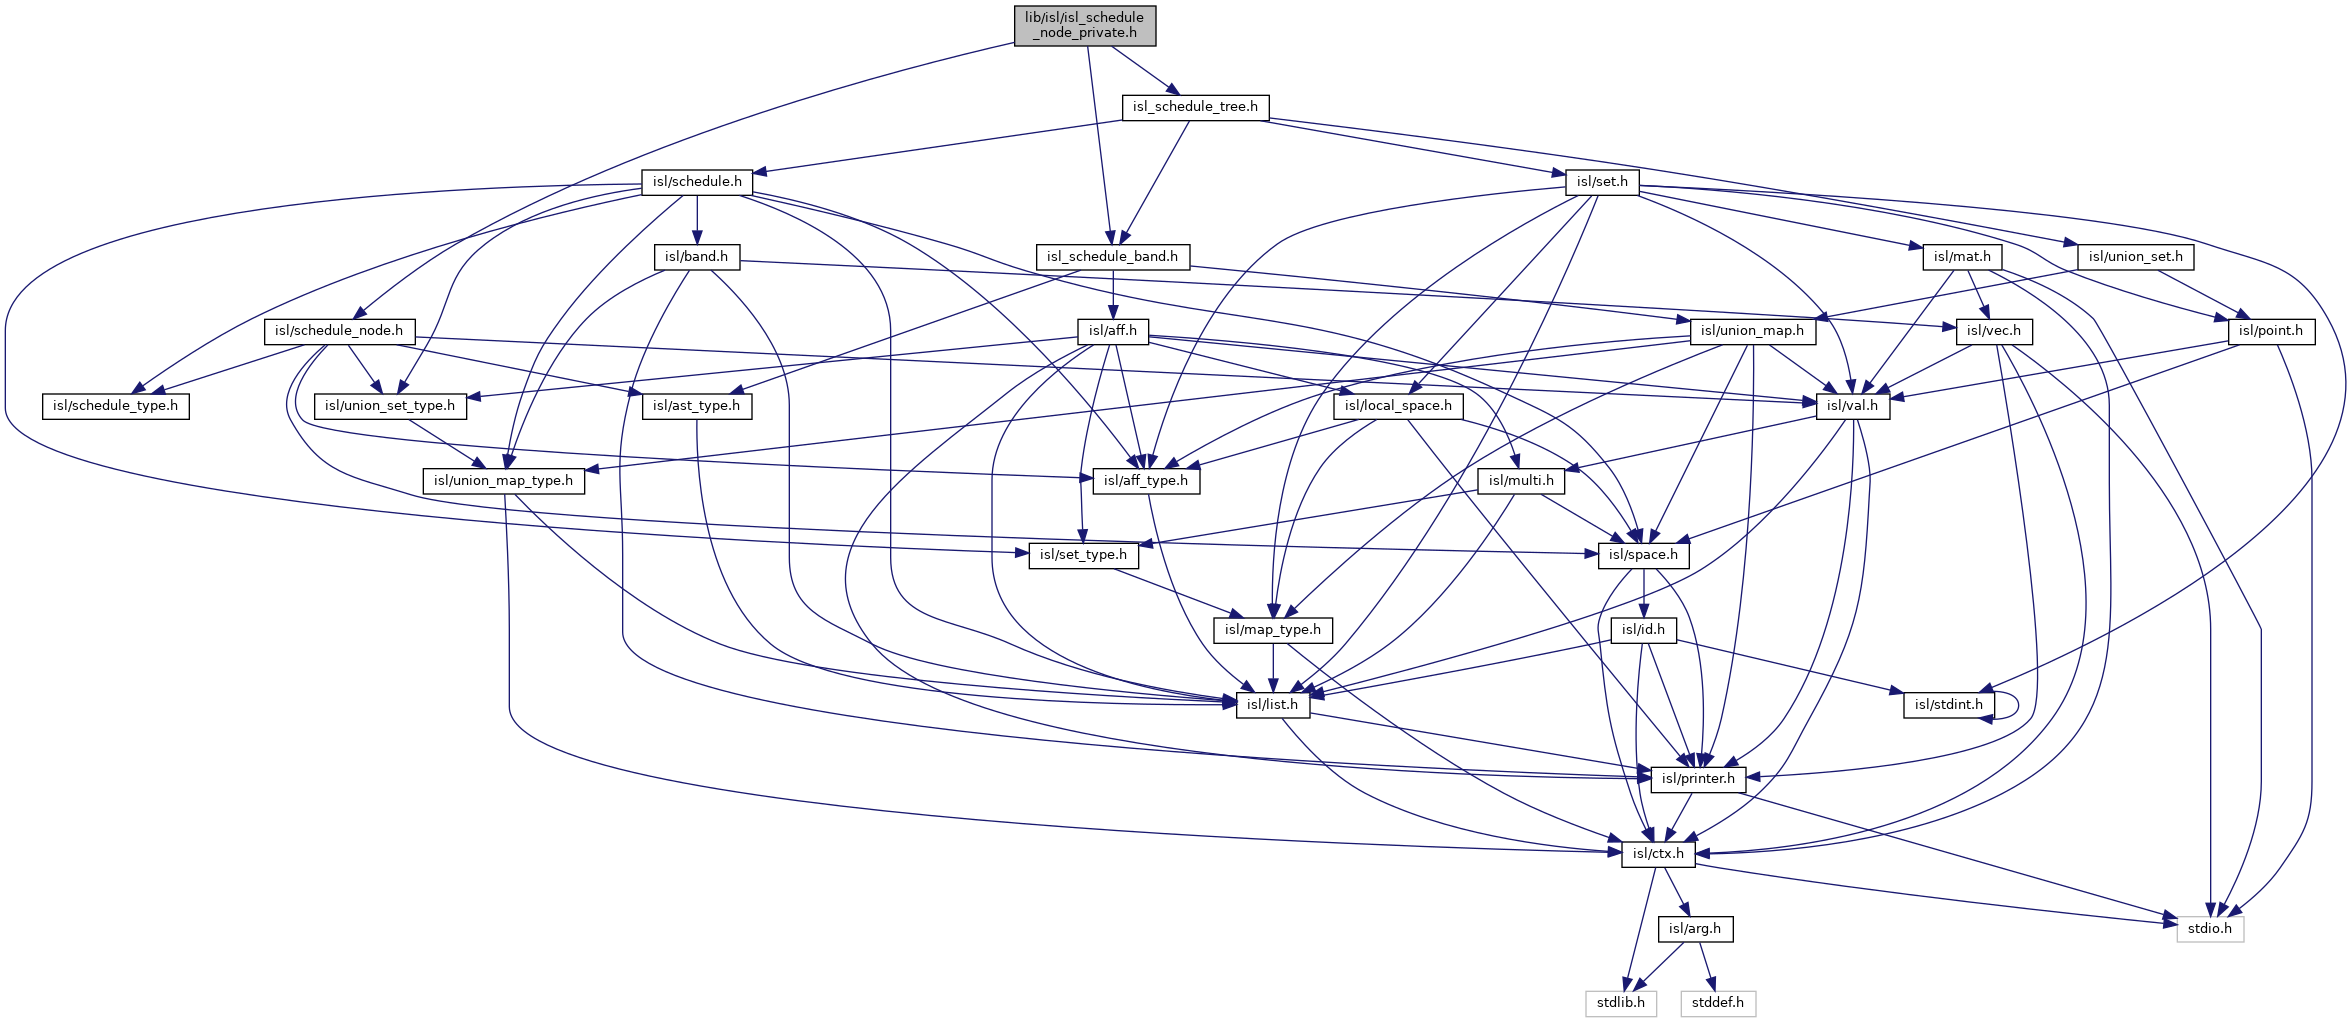 lib/isl/isl_schedule
_node_private.h
isl_schedule_tree.h
isl/schedule.h
isl/set.h
isl/band.h
isl_schedule_band.h
isl/mat.h
isl/union_set.h
isl/schedule_node.h
isl/aff.h
isl/union_map.h
isl/vec.h
isl/point.h
isl/schedule_type.h
isl/union_set_type.h
isl/ast_type.h
isl/local_space.h
isl/val.h
isl/union_map_type.h
isl/aff_type.h
isl/multi.h
isl/set_type.h
isl/space.h
isl/map_type.h
isl/id.h
isl/list.h
isl/stdint.h
isl/printer.h
isl/ctx.h
isl/arg.h
stdio.h
stdlib.h
stddef.h